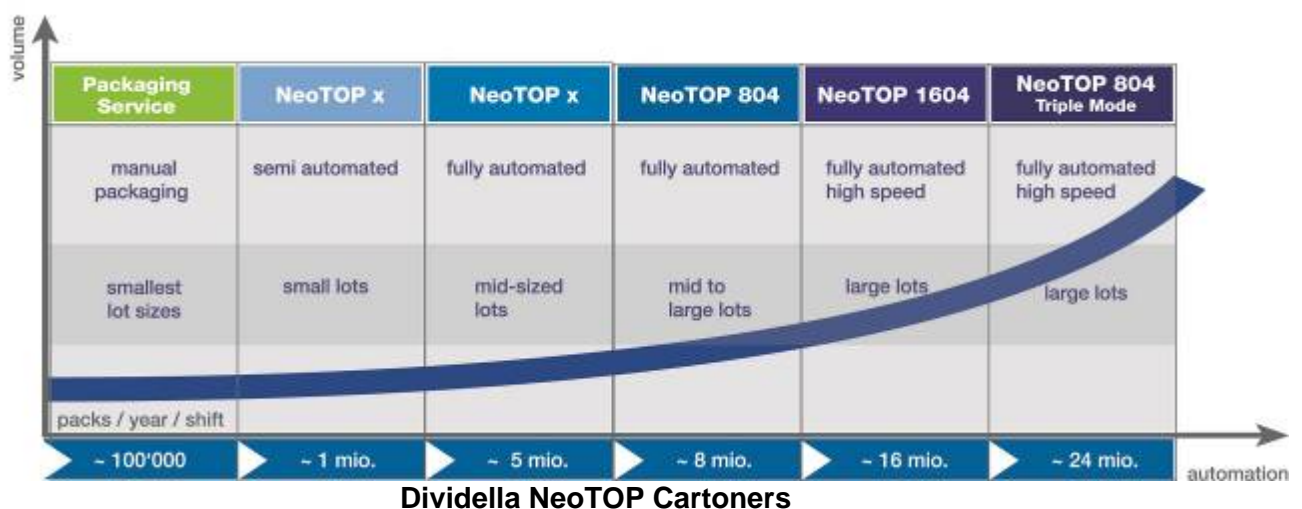 volume
Packaging
Service
NeoTOP x
NeoTOP x
NeoTOP 804
NeoTOP 1604
NeoTOP 804
Triple Mode
manual
packaging
semi automated
fully automated
fully automated
fully automated
high speed
fully automated
high speed
smallest
lot sizes
small lots
mid-sized
lots
mid to
large lots
large lots
large lots
packs / year / shift
~ 100'000
~ 1 mio.
~ 5 mio.
~ 8 mio.
~ 16 mio.
~ 24 mio.
automation
Dividella NeoTOP Cartoners